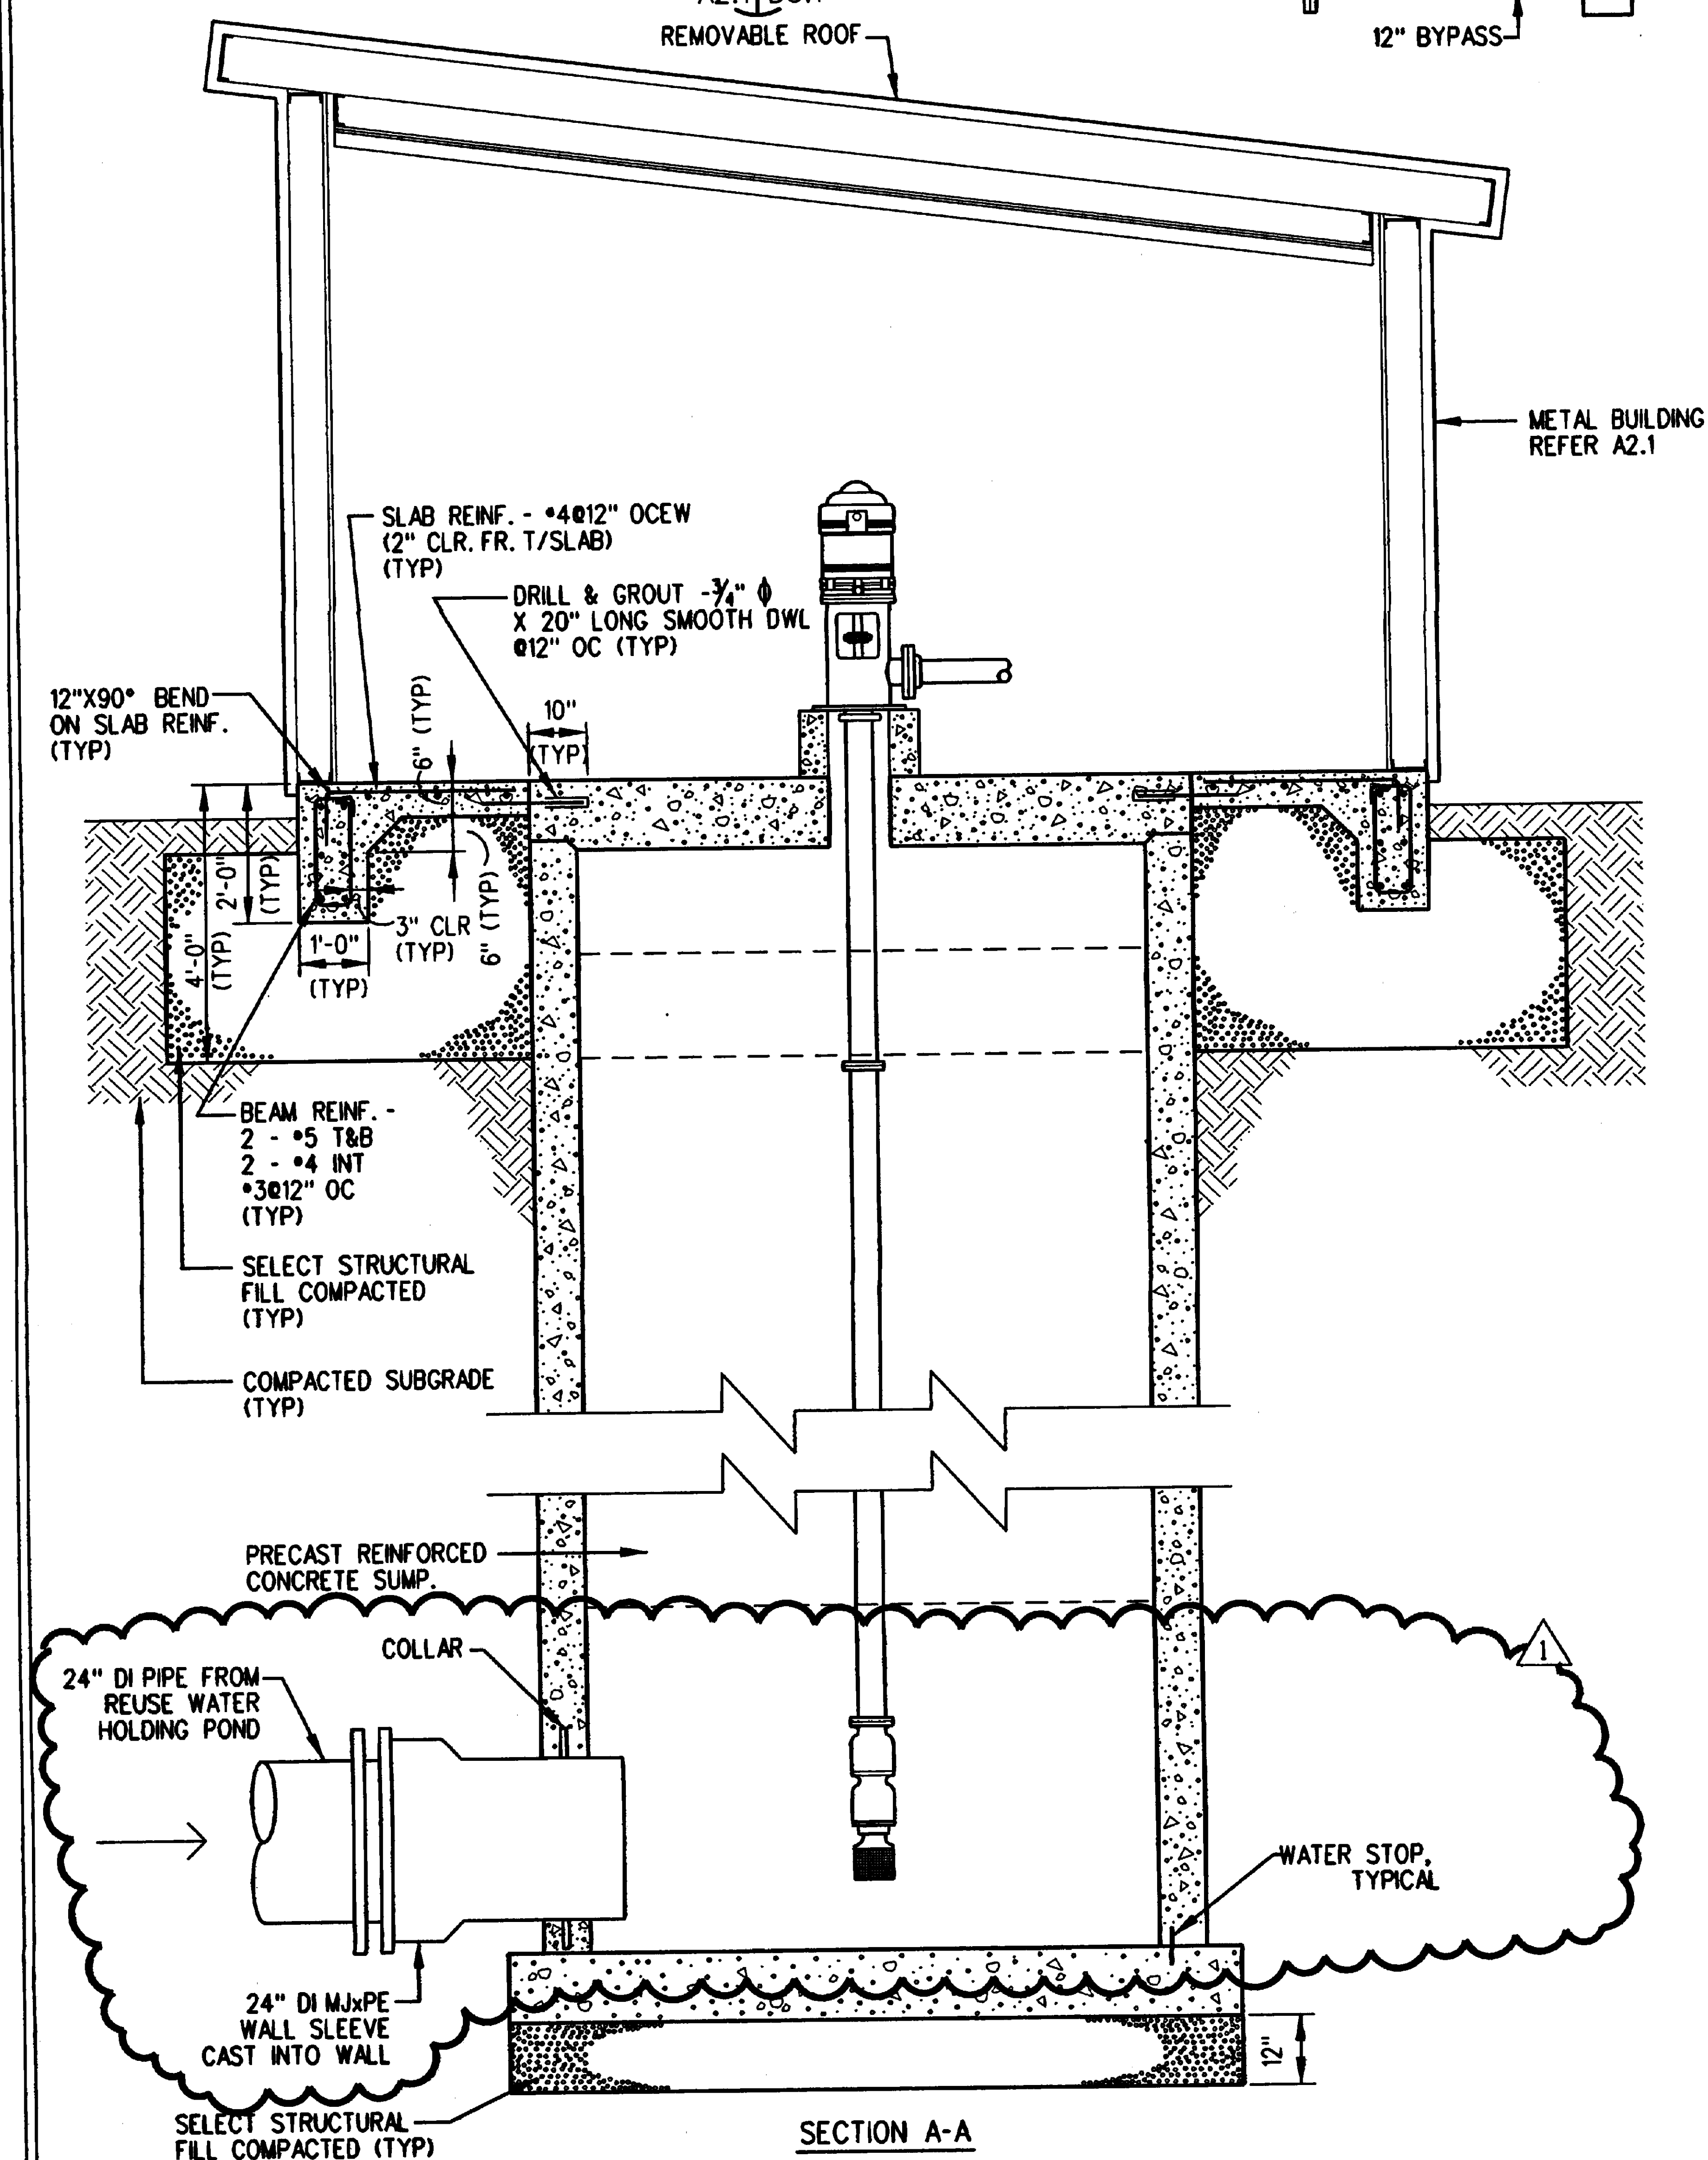 REMOVABLE ROOF
12" BYPASS
METAL BUILDING
REFER A2.1
SLAB REINF. - #4@12" OCEW
(2" CLR. FR. T/SLAB)
(TYP)
DRILL & GROUT -3/4" ϕ
X 20" LONG SMOOTH DWL
@12" OC (TYP)
12"X90° BEND
ON SLAB REINF.
(TYP)
6" (TYP)
10"
(TYP)
2'-0"
(TYP)
4'-0"
(TYP)
1'-0"
(TYP)
3" CLR
(TYP)
6" (TYP)
BEAM REINF. -
2 - #5 T&B
2 - #4 INT
#3@12" OC
(TYP)
SELECT STRUCTURAL
FILL COMPACTED
(TYP)
COMPACTED SUBGRADE
(TYP)
PRECAST REINFORCED
CONCRETE SUMP.
COLLAR
1
24" DI PIPE FROM
REUSE WATER
HOLDING POND
WATER STOP,
TYPICAL
24" DI MJxPE
WALL SLEEVE
CAST INTO WALL
12"
SELECT STRUCTURAL
FILL COMPACTED (TYP)
SECTION A-A